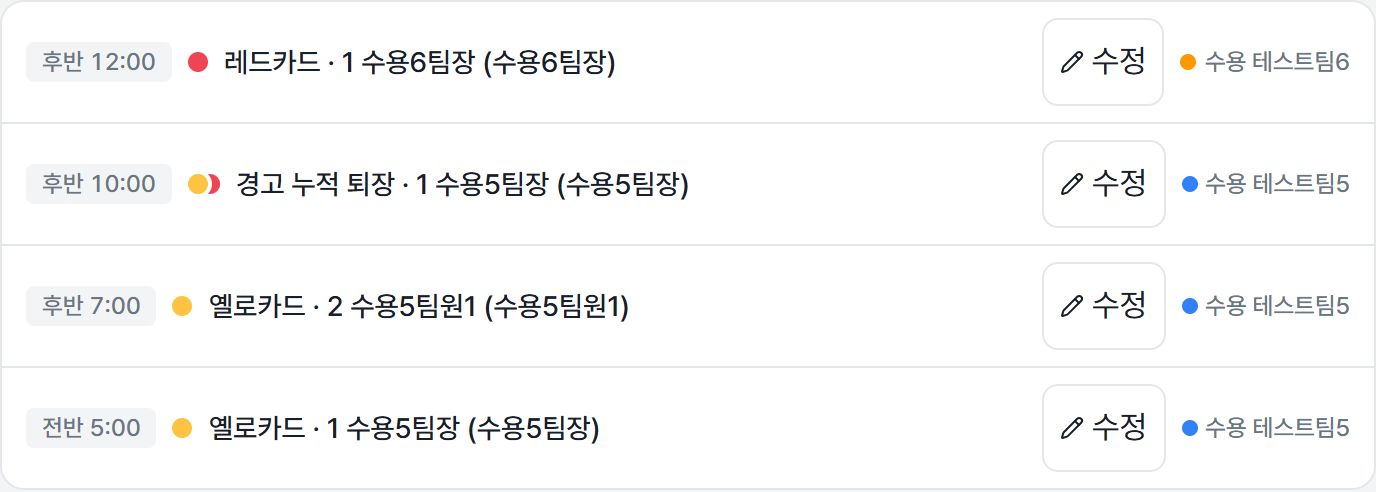 후반 12:00 레드카드 · 1 수용6팀장 (수용6팀장) 수정 수용 테스트팀6
후반 10:00 경고 누적 퇴장 · 1 수용5팀장 (수용5팀장) 수정 수용 테스트팀5
후반 7:00 옐로카드 · 2 수용5팀원1 (수용5팀원1) 수정 수용 테스트팀5
전반 5:00 옐로카드 · 1 수용5팀장 (수용5팀장) 수정 수용 테스트팀5